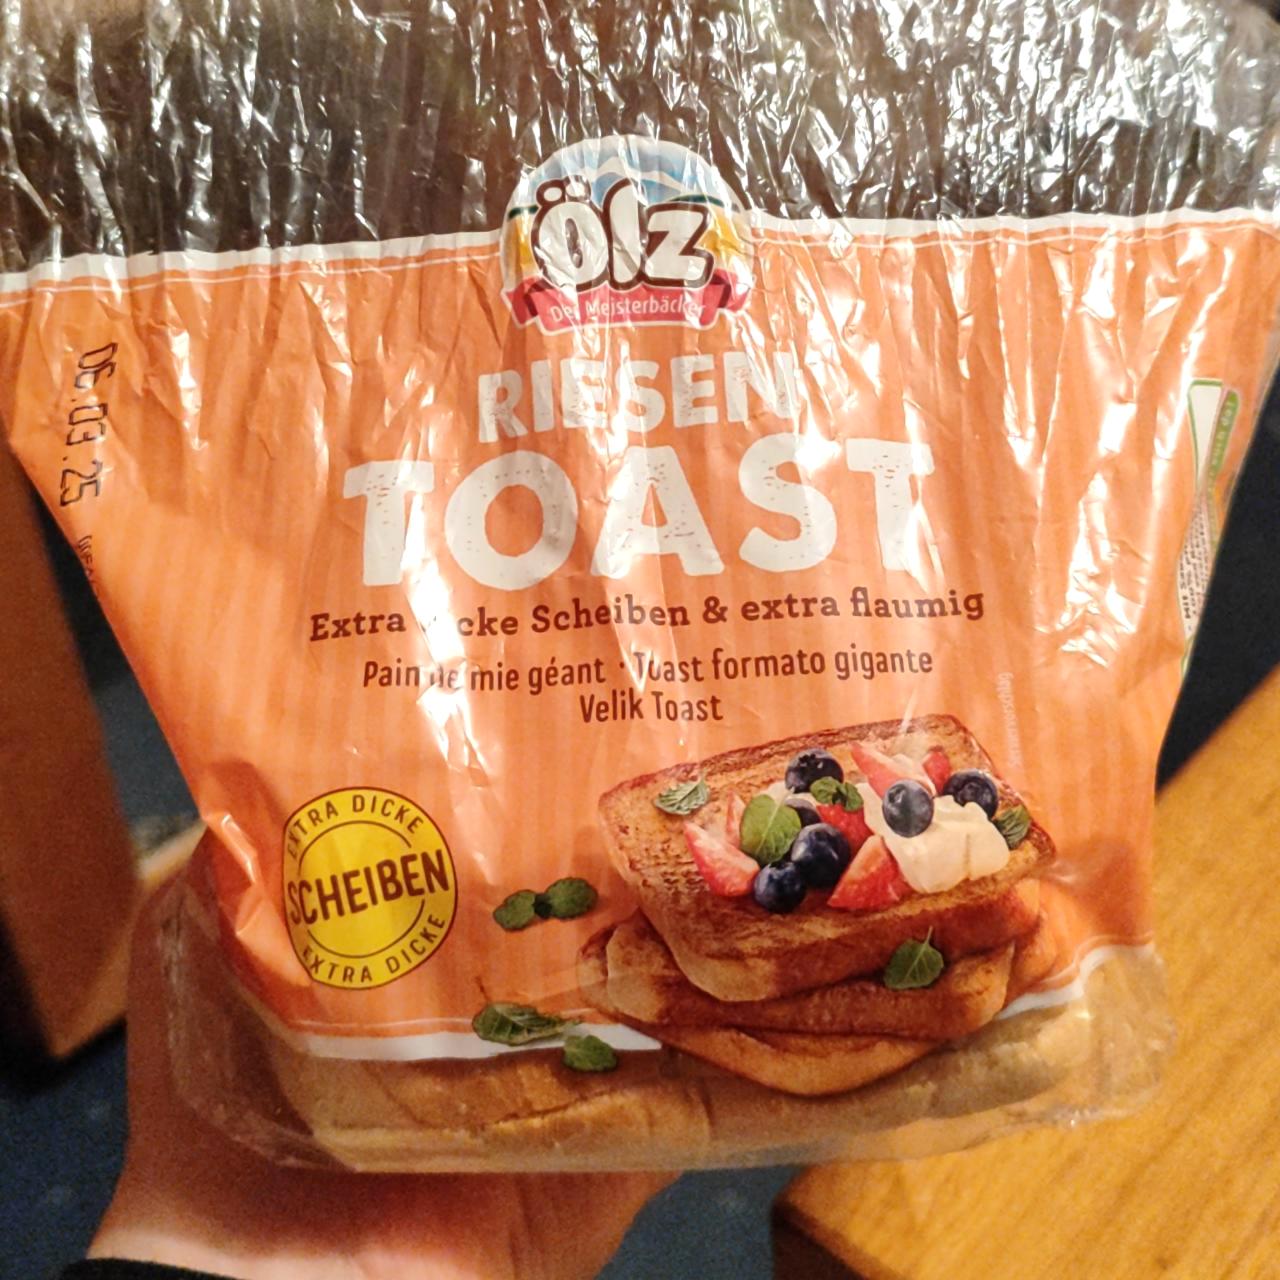 ölz
Der Meisterbäcker
RIESEN
TOAST
Extra dicke Scheiben & extra flaumig
Pain de mie géant · Toast formato gigante
Velik Toast
06.03.25
EXTRA DICKE
SCHEIBEN
EXTRA DICKE